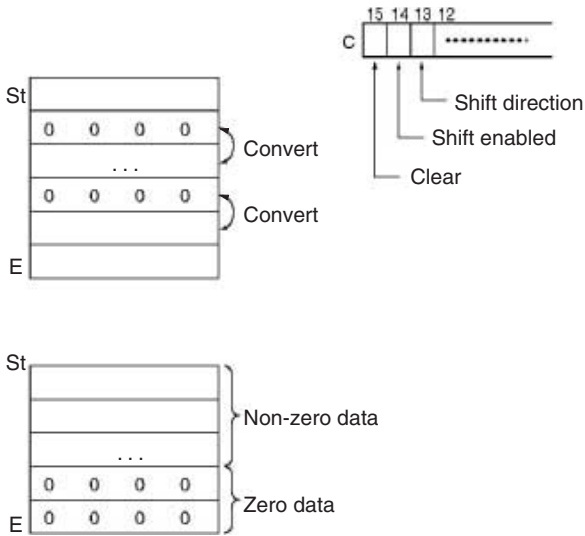 15 14 13 12
C
Shift direction
Shift enabled
Clear
St
0 0 0 0
Convert
...
0 0 0 0
Convert
E
St
Non-zero data
...
0 0 0 0
Zero data
0 0 0 0
E